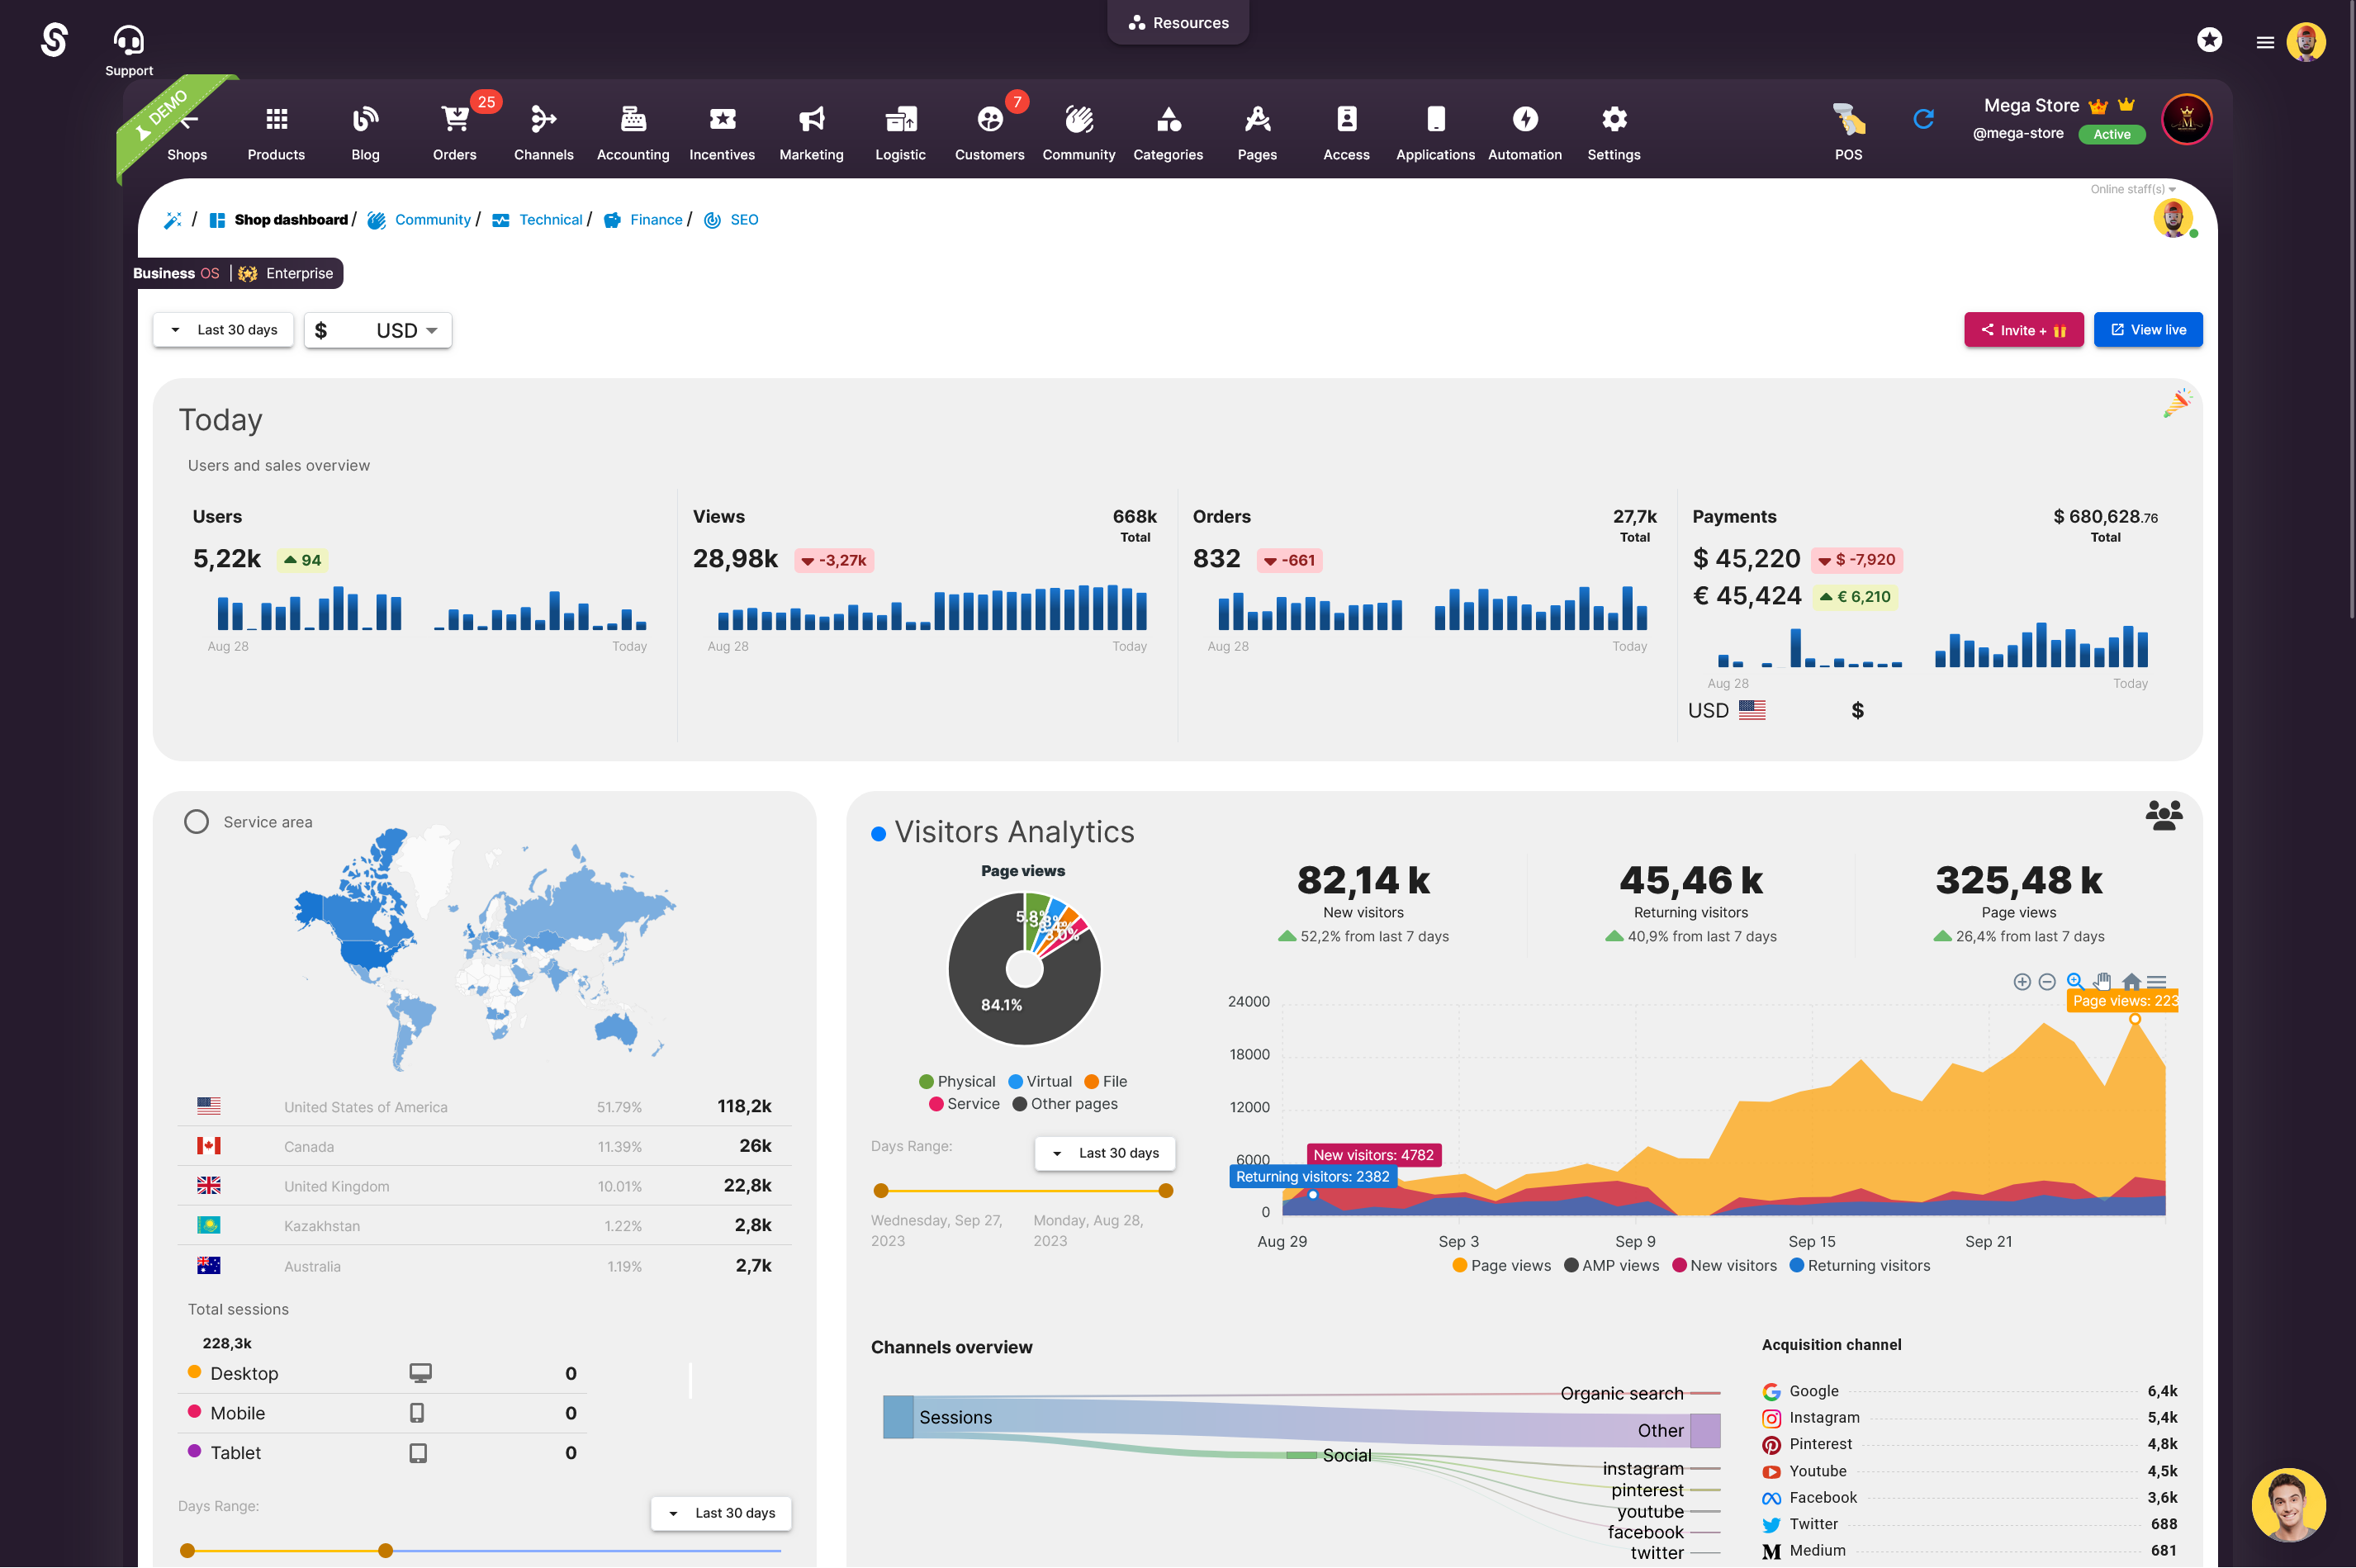 Resources
Support
DEMO
Shops
Products
Blog
25
Orders
Channels
Accounting
Incentives
Marketing
Logistic
7
Customers
Community
Categories
Pages
Access
Applications
Automation
Settings
POS
Mega Store
@mega-store
Active
Online staff(s)
/ Shop dashboard / Community / Technical / Finance / SEO
Business OS | Enterprise
Last 30 days
$ USD
Invite +
View live
Today
Users and sales overview
Users
5,22k 94
Aug 28 Today
Views 668k
Total
28,98k -3,27k
Aug 28 Today
Orders 27,7k
Total
832 -661
Aug 28 Today
Payments $ 680,628.76
Total
$ 45,220 $ -7,920
€ 45,424 € 6,210
Aug 28 Today
USD $
Service area
United States of America 51.79% 118,2k
Canada 11.39% 26k
United Kingdom 10.01% 22,8k
Kazakhstan 1.22% 2,8k
Australia 1.19% 2,7k
Total sessions
228,3k
Desktop 0
Mobile 0
Tablet 0
Days Range:
Last 30 days
Visitors Analytics
Page views
5.8%
84.1%
Physical Virtual File
Service Other pages
Days Range:
Last 30 days
Wednesday, Sep 27, 2023
Monday, Aug 28, 2023
82,14 k
New visitors
52,2% from last 7 days
45,46 k
Returning visitors
40,9% from last 7 days
325,48 k
Page views
26,4% from last 7 days
Page views: 223
24000
18000
12000
6000
0
New visitors: 4782
Returning visitors: 2382
Aug 29 Sep 3 Sep 9 Sep 15 Sep 21
Page views AMP views New visitors Returning visitors
Channels overview
Sessions
Social
Organic search
Other
instagram
pinterest
youtube
facebook
twitter
Acquisition channel
Google 6,4k
Instagram 5,4k
Pinterest 4,8k
Youtube 4,5k
Facebook 3,6k
Twitter 688
Medium 681